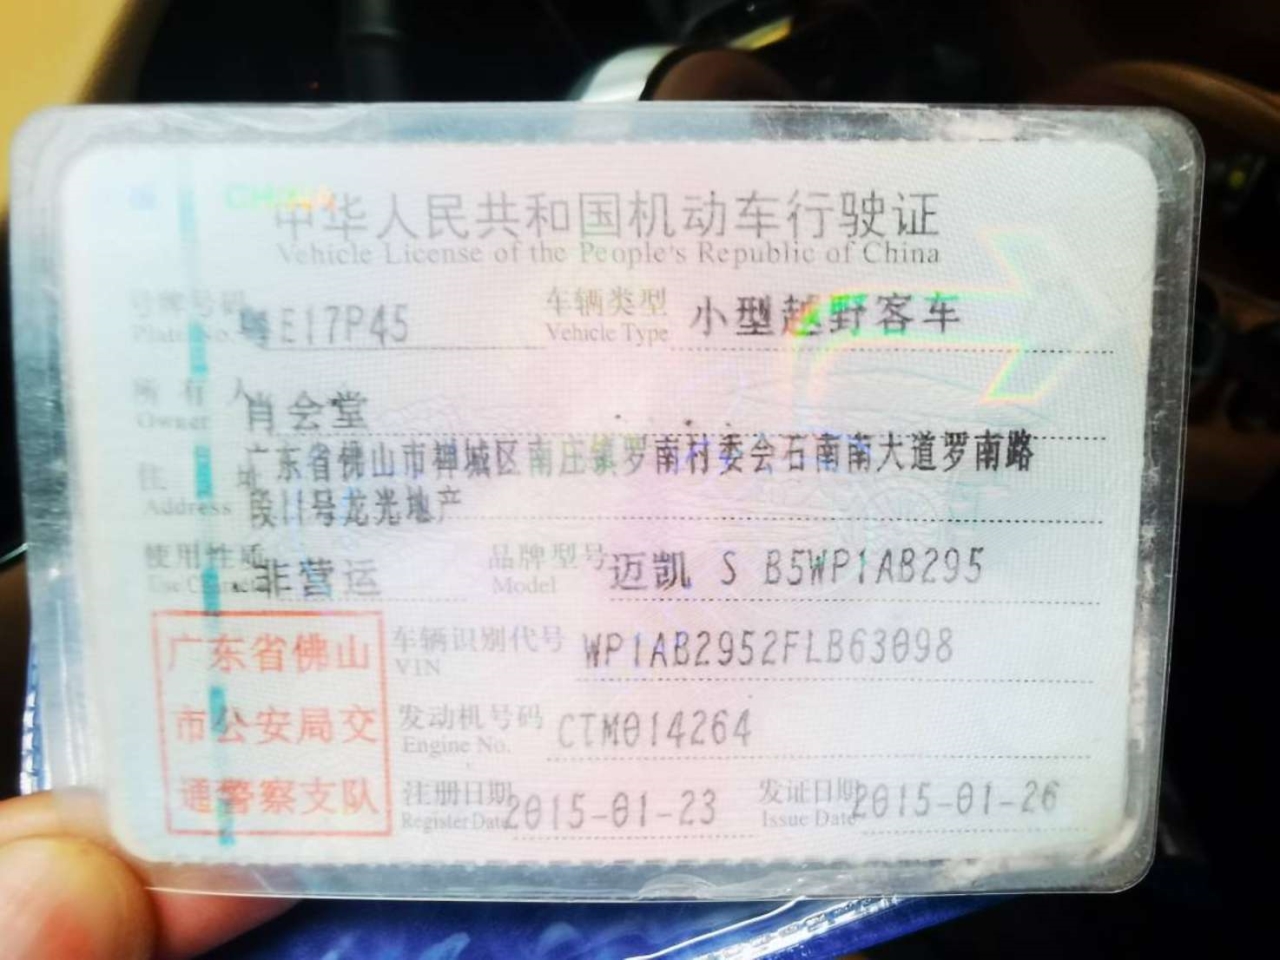 CHINA
中华人民共和国机动车行驶证
Vehicle License of the People's Republic of China
号牌号码 粤E17P45 车辆类型 小型越野客车
Plate No. Vehicle Type
所有人 肖会堂
Owner
广东省佛山市禅城区南庄镇罗南村委会石南南大道罗南路
住址
Address 段11号龙光地产
使用性质 非营运 品牌型号 迈凯 S B5WP1AB295
Use Character Model
广东省佛山
市公安局交
通警察支队
车辆识别代号 WP1AB2952FLB63098
VIN
发动机号码 CTM014264
Engine No.
注册日期 2015-01-23 发证日期 2015-01-26
Register Date Issue Date